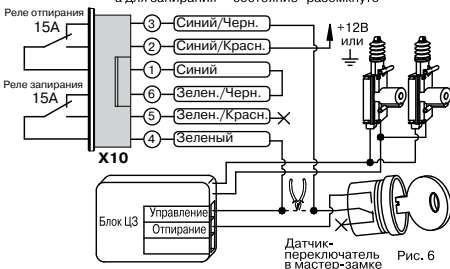 а для запирания – состояние "разомкнуто"
Реле отпирания
15А
3 Синий/Черн.
2 Синий/Красн.
+12В
или
1 Синий
Реле запирания
15А
6 Зелен./Черн.
5 Зелен./Красн.
4 Зеленый
X10
Блок ЦЗ
Управление
Отпирание
Датчик-
переключатель
в мастер-замке
Рис. 6